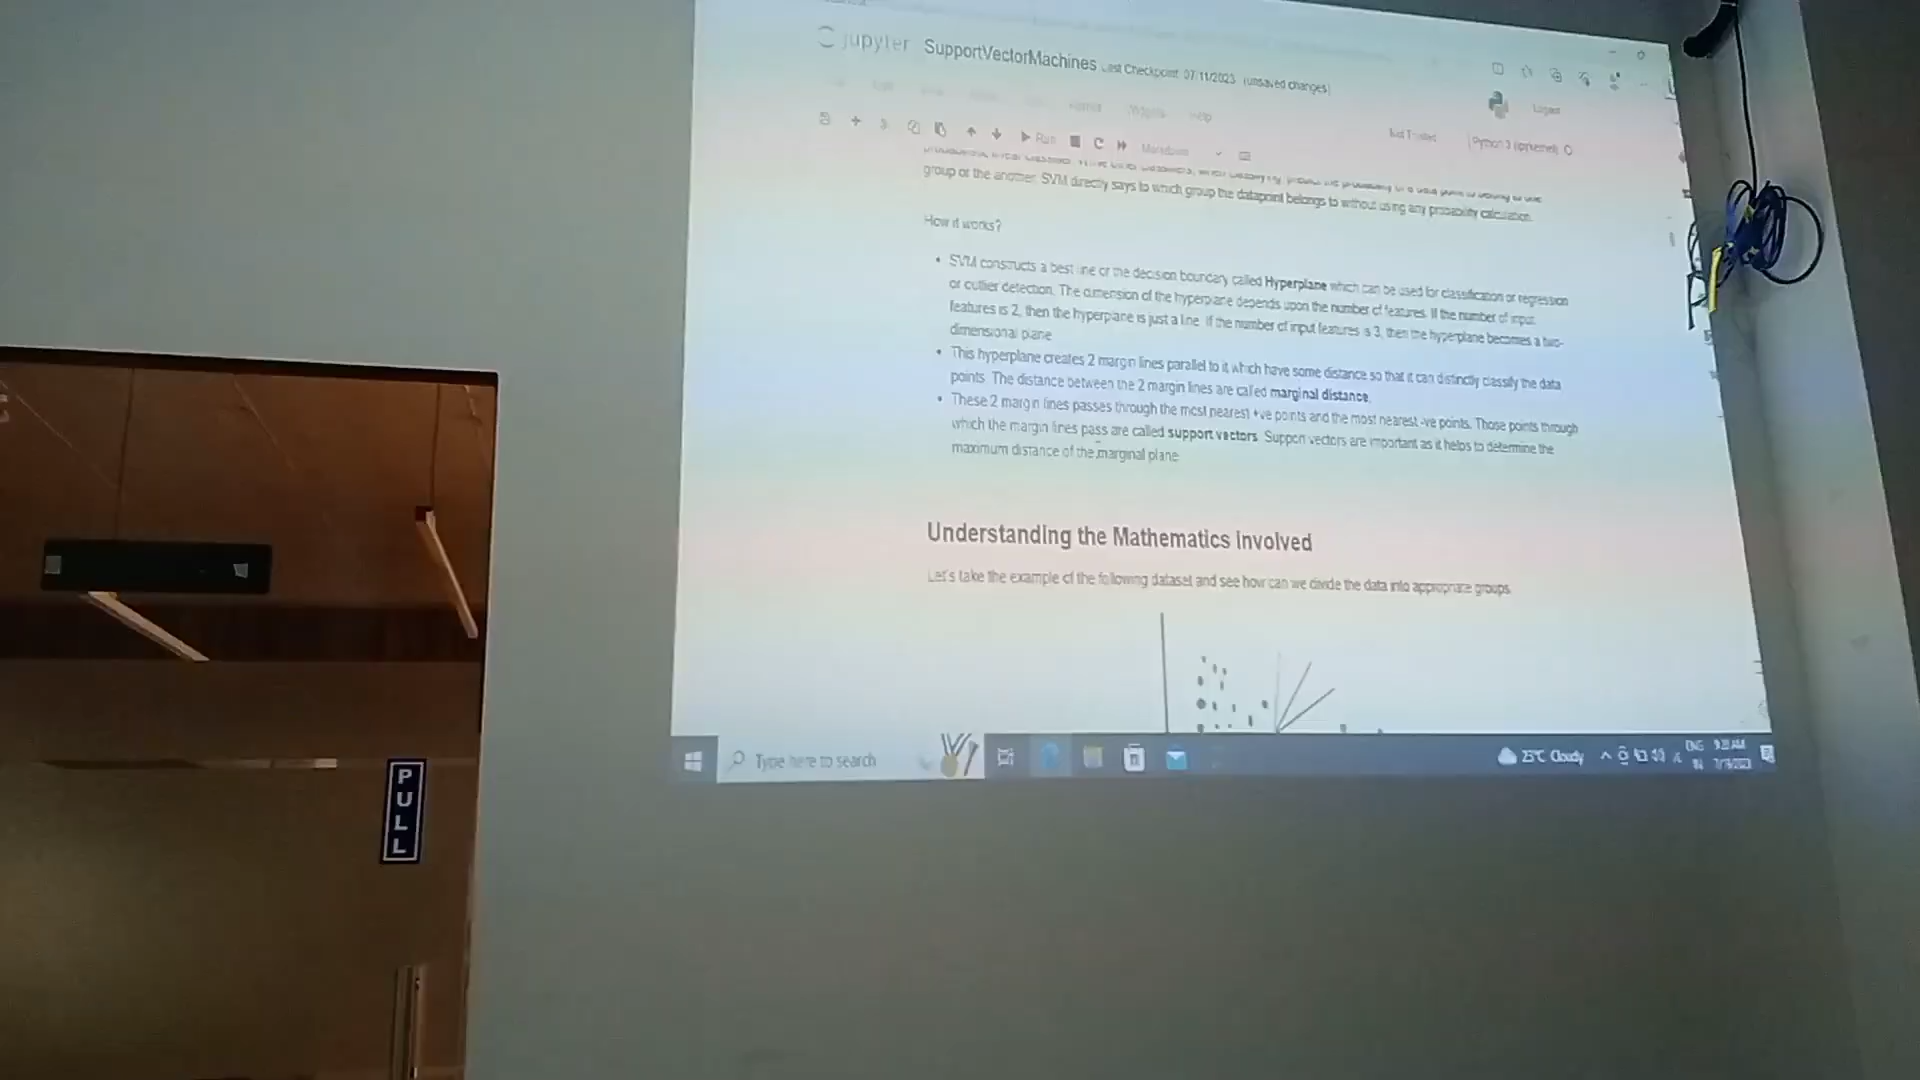 jupyter SupportVectorMachines Last Checkpoint: 07/11/2023 (unsaved changes)
Help
Logout
Run Markdown Not Trusted Python 3 (ipykernel)
group or the another. SVM directly says to which group the datapoint belongs to without using any probability calculation.
How it works?
• SVM constructs a best line or the decision boundary called Hyperplane which can be used for classification or regression
or outlier detection. The dimension of the hyperplane depends upon the number of features. If the number of input
features is 2, then the hyperplane is just a line. If the number of input features is 3, then the hyperplane becomes a two-
dimensional plane
• This hyperplane creates 2 margin lines parallel to it which have some distance so that it can distinctly classify the data
points. The distance between the 2 margin lines are called marginal distance.
• These 2 margin lines passes through the most nearest +ve points and the most nearest -ve points. Those points through
which the margin lines pass are called support vectors. Support vectors are important as it helps to determine the
maximum distance of the marginal plane
Understanding the Mathematics involved
Let's take the example of the following dataset and see how can we divide the data into appropriate groups
Type here to search
25°C Cloudy
ENG
IN
PULL